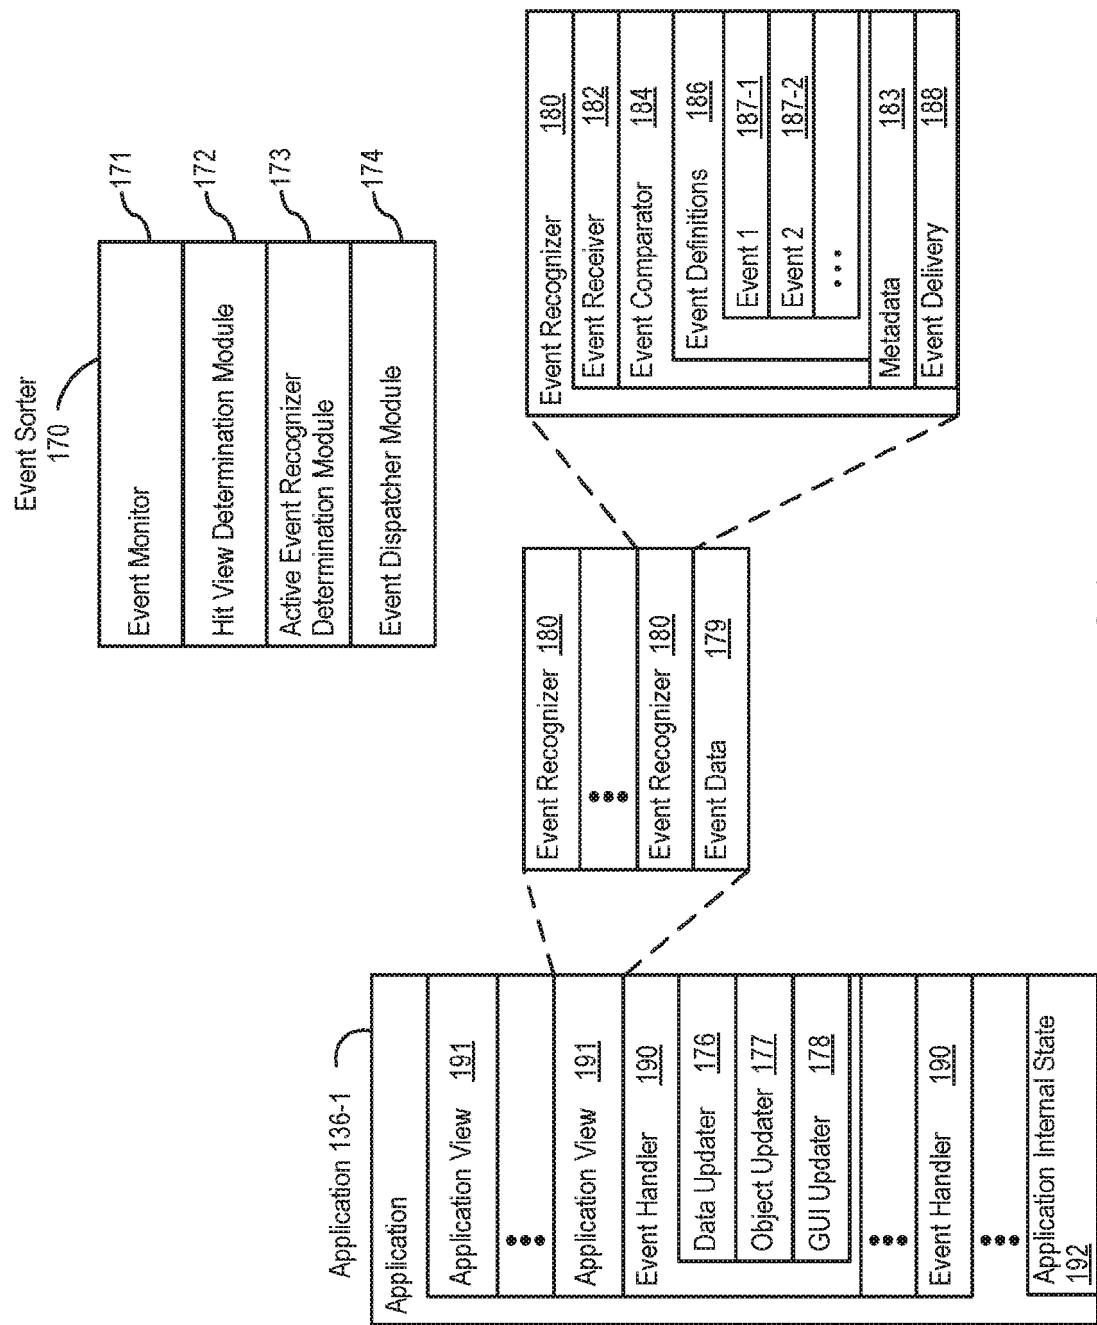 Event Sorter
170
Event Monitor
171
Hit View Determination Module
172
Active Event Recognizer
Determination Module
173
Event Dispatcher Module
174
Application 136-1
Application
Application View 191
Application View 191
Event Handler 190
Data Updater 176
Object Updater 177
GUI Updater 178
Event Handler 190
Application Internal State
192
Event Recognizer 180
Event Recognizer 180
Event Data 179
Event Recognizer 180
Event Receiver 182
Event Comparator 184
Event Definitions 186
Event 1 187-1
Event 2 187-2
Metadata 183
Event Delivery 188